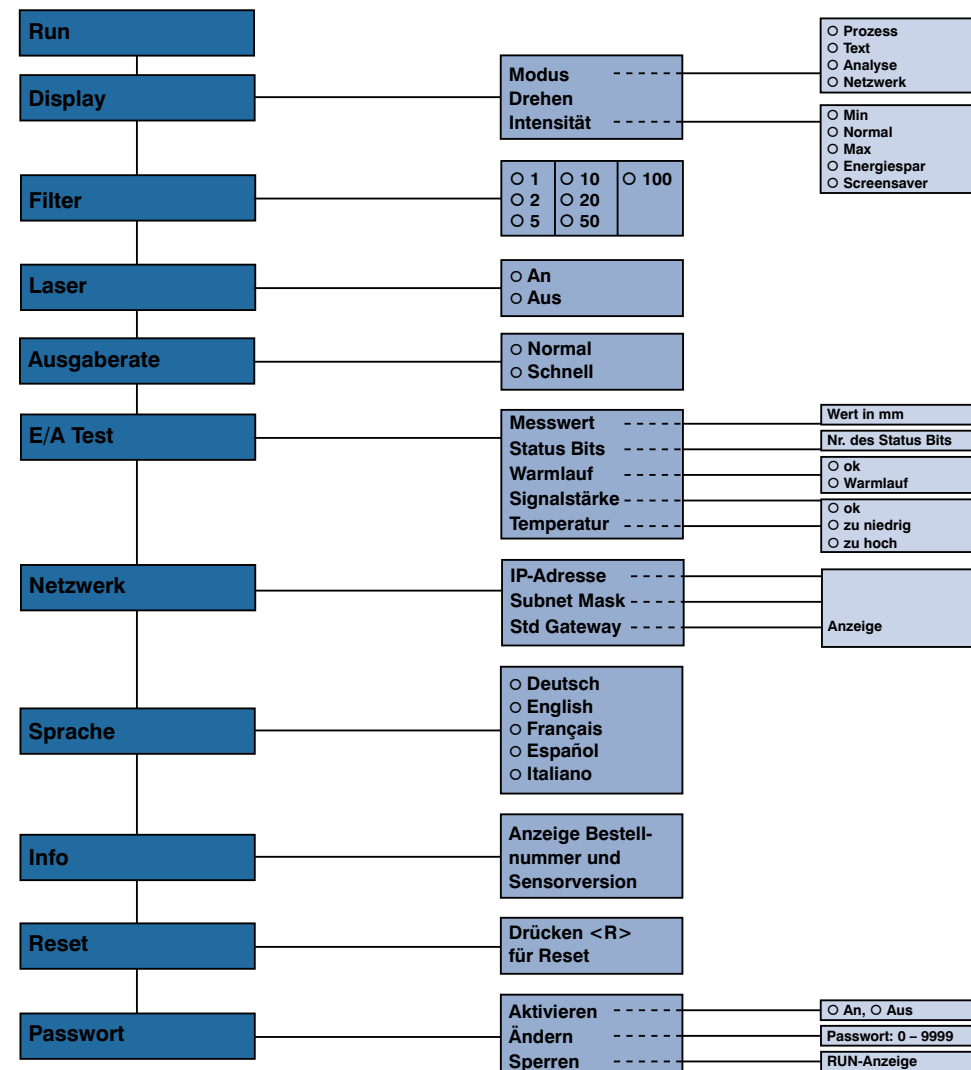 Run
Display
Modus
Drehen
Intensität
○ Prozess
○ Text
○ Analyse
○ Netzwerk
○ Min
○ Normal
○ Max
○ Energiespar
○ Screensaver
Filter
○ 1 ○ 10 ○ 100
○ 2 ○ 20
○ 5 ○ 50
Laser
○ An
○ Aus
Ausgaberate
○ Normal
○ Schnell
E/A Test
Messwert
Status Bits
Warmlauf
Signalstärke
Temperatur
Wert in mm
Nr. des Status Bits
○ ok
○ Warmlauf
○ ok
○ zu niedrig
○ zu hoch
Netzwerk
IP-Adresse
Subnet Mask
Std Gateway
Anzeige
Sprache
○ Deutsch
○ English
○ Français
○ Español
○ Italiano
Info
Anzeige Bestell-
nummer und
Sensorversion
Reset
Drücken <R>
für Reset
Passwort
Aktivieren
Ändern
Sperren
○ An, ○ Aus
Passwort: 0 – 9999
RUN-Anzeige